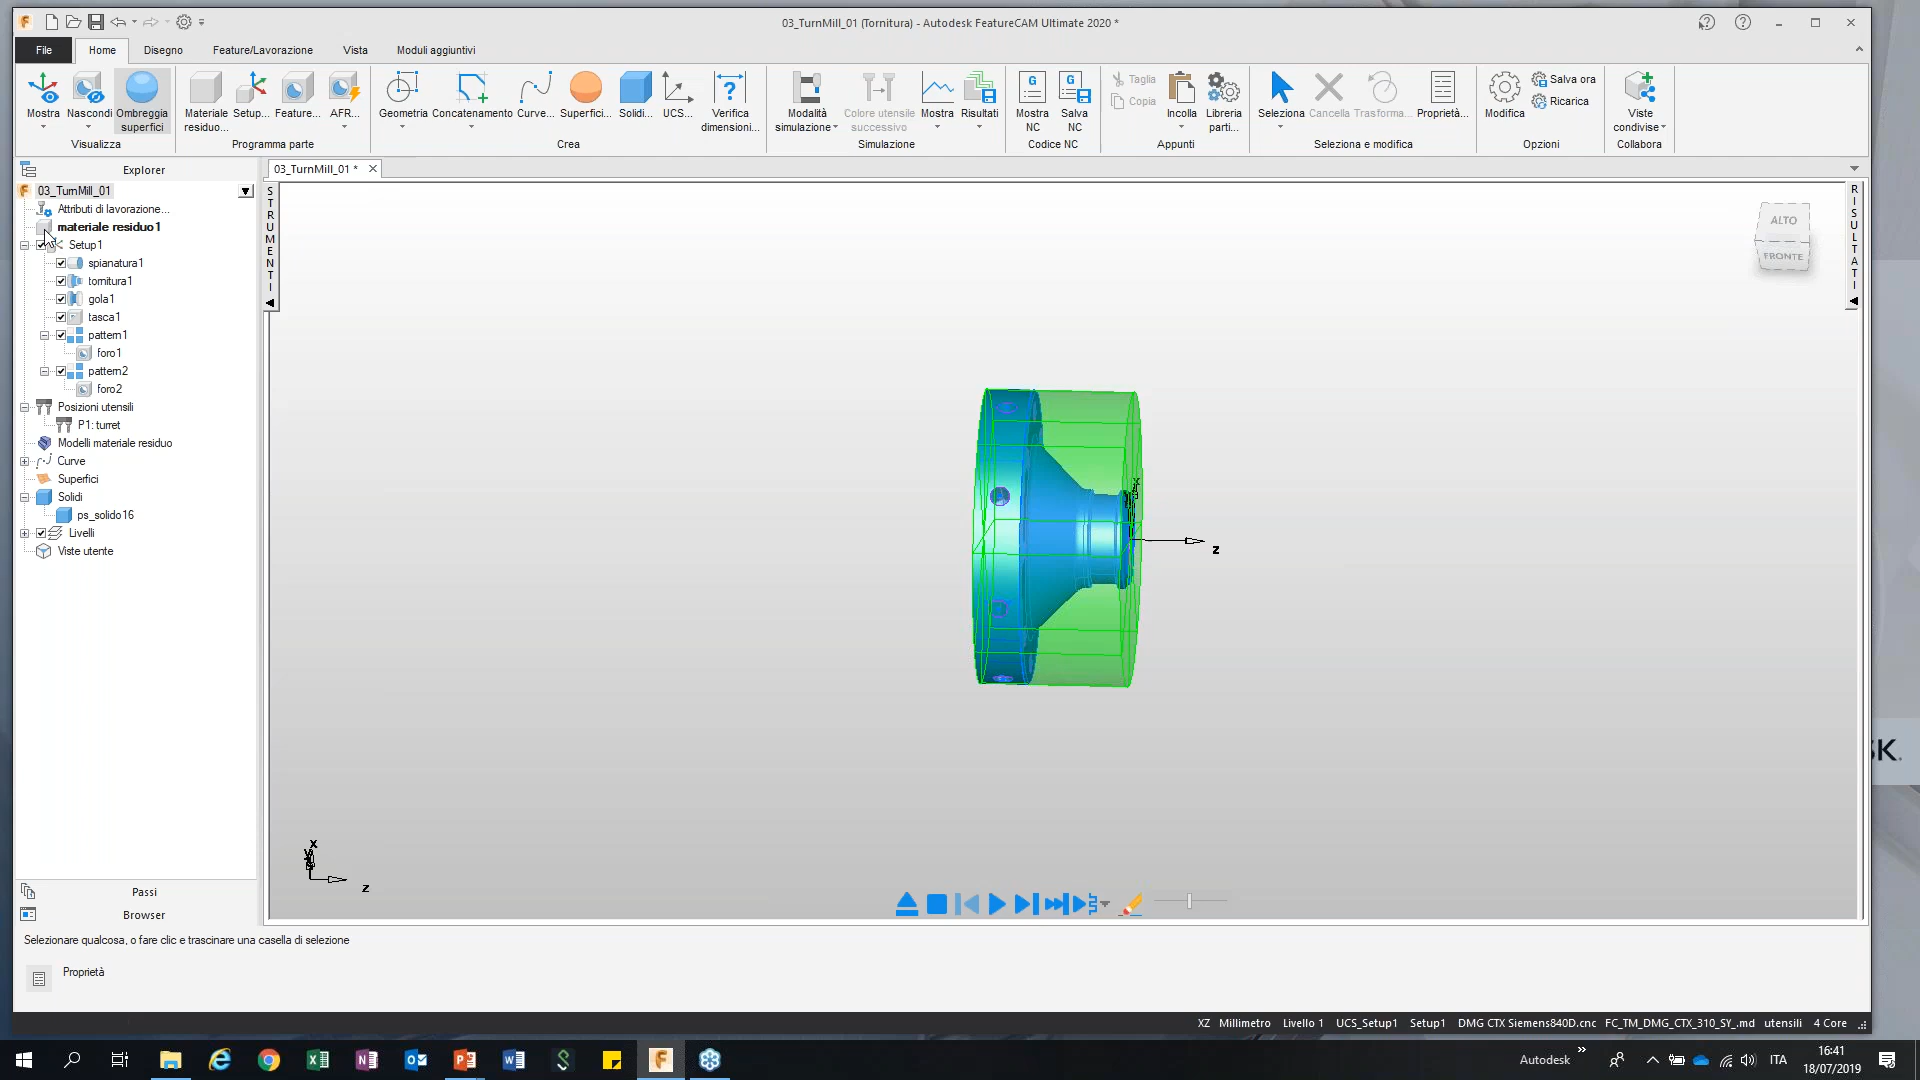 03_TurnMill_01 (Tornitura) - Autodesk FeatureCAM Ultimate 2020 *
File Home Disegno Feature/Lavorazione Vista Moduli aggiuntivi
Mostra Nascondi Ombreggia superfici
Visualizza
Materiale residuo... Setup... Feature... AFR...
Programma parte
Geometria Concatenamento Curve... Superfici... Solidi... UCS... Verifica dimensioni...
Crea
Modalità simulazione Colore utensile successivo Mostra Risultati
Simulazione
G G
Mostra NC Salva NC
Codice NC
Taglia
Copia
Incolla Libreria parti...
Appunti
Seleziona Cancella Trasforma... Proprietà...
Seleziona e modifica
Modifica
Salva ora
Ricarica
Opzioni
Viste condivise
Collabora
Explorer
03_TurnMill_01 *
03_TurnMill_01
Attributi di lavorazione...
materiale residuo1
Setup1
spianatura1
tornitura1
gola1
tasca1
pattern1
foro1
pattern2
foro2
Posizioni utensili
P1: turret
Modelli materiale residuo
Curve
Superfici
Solidi
ps_solido16
Livelli
Viste utente
STRUMENTI
RISULTATI
ALTO
FRONTE
X
Z
X
Z
Passi
Browser
Selezionare qualcosa, o fare clic e trascinare una casella di selezione
Proprietà
XZ Millimetro Livello 1 UCS_Setup1 Setup1 DMG CTX Siemens840D.cnc FC_TM_DMG_CTX_310_SY_.md utensili 4 Core
K.
Autodesk
ITA
16:41
18/07/2019